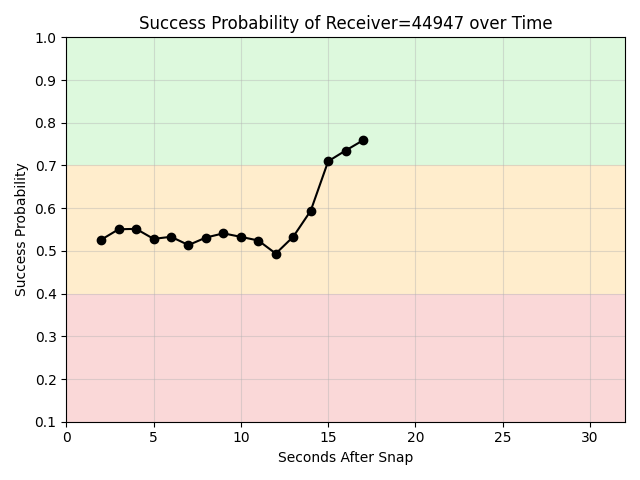 Success Probability of Receiver=44947 over Time
1.0
0.9
0.8
0.7
0.6
0.5
0.4
0.3
0.2
0.1
Success Probability
0 5 10 15 20 25 30
Seconds After Snap